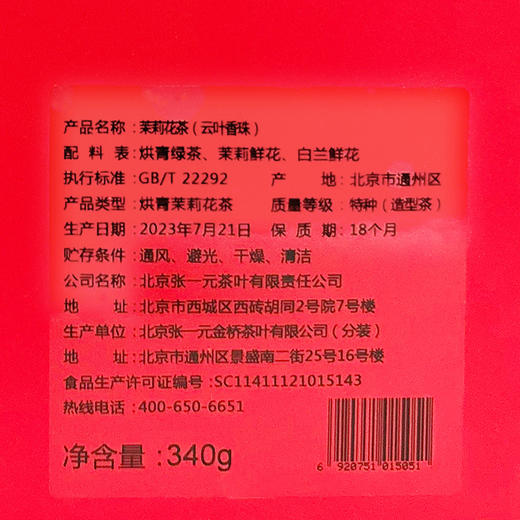 产品名称：茉莉花茶（云叶香珠）
配料表：烘青绿茶、茉莉鲜花、白兰鲜花
执行标准：GB/T 22292 产地：北京市通州区
产品类型：烘青茉莉花茶 质量等级：特种（造型茶）
生产日期：2023年7月21日 保质期：18个月
贮存条件：通风、避光、干燥、清洁
公司名称：北京张一元茶叶有限责任公司
地址：北京市西城区西砖胡同2号院7号楼
生产单位：北京张一元金桥茶叶有限公司（分装）
地址：北京市通州区景盛南二街25号16号楼
食品生产许可证编号：SC11411121015143
热线电话：400-650-6651
净含量：340g
6 920751 015051